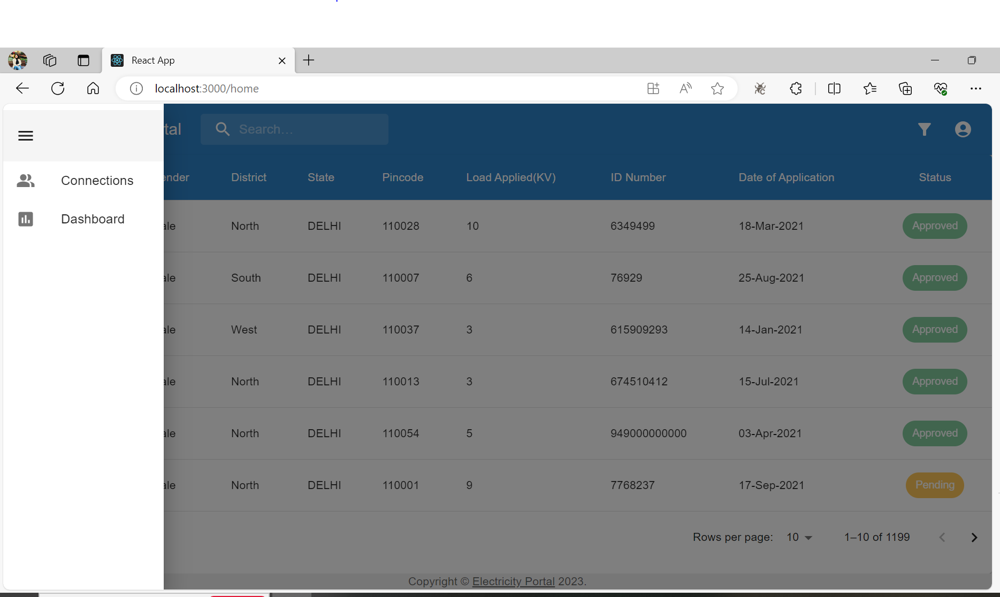 React App
localhost:3000/home
tal Search...
Connections
Dashboard
ender District State Pincode Load Applied(KV) ID Number Date of Application Status
ale North DELHI 110028 10 6349499 18-Mar-2021 Approved
ale South DELHI 110007 6 76929 25-Aug-2021 Approved
ale West DELHI 110037 3 615909293 14-Jan-2021 Approved
ale North DELHI 110013 3 674510412 15-Jul-2021 Approved
ale North DELHI 110054 5 949000000000 03-Apr-2021 Approved
ale North DELHI 110001 9 7768237 17-Sep-2021 Pending
Rows per page: 10 1–10 of 1199
Copyright © Electricity Portal 2023.